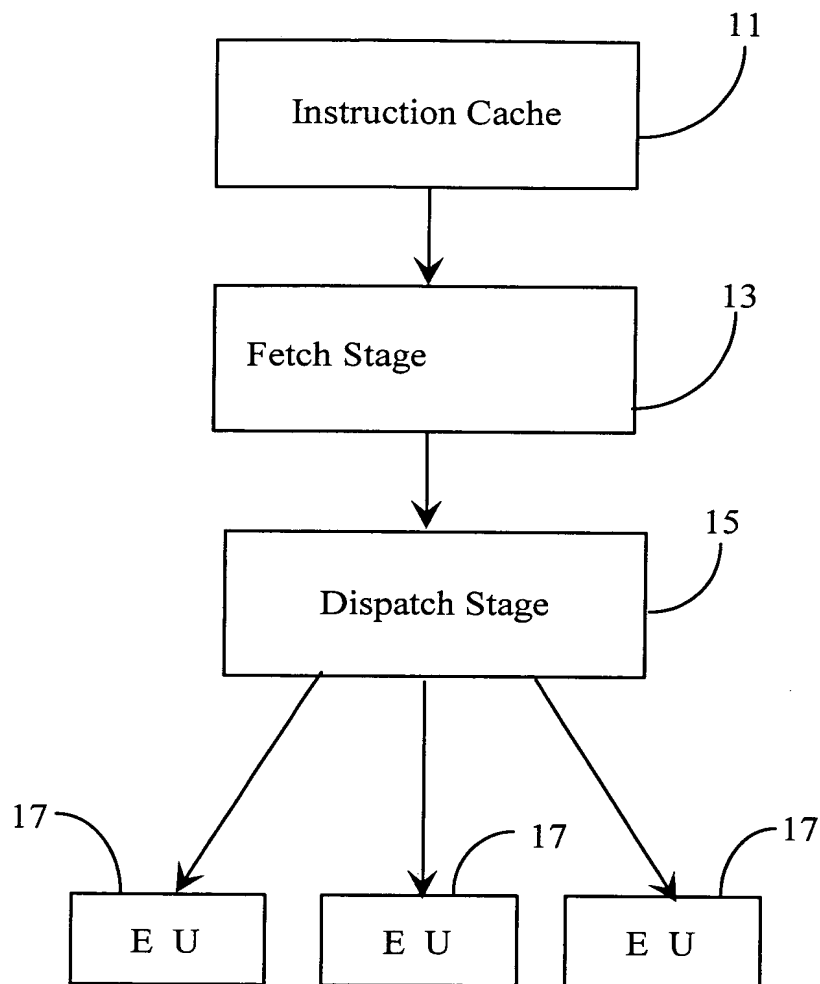 11
Instruction Cache
13
Fetch Stage
15
Dispatch Stage
17
17
17
E U
E U
E U